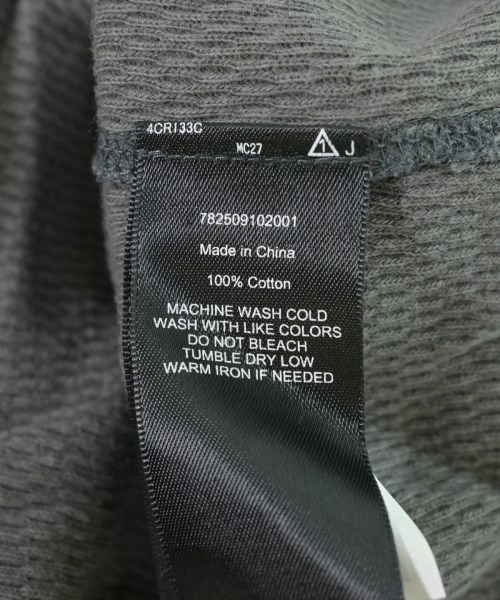 4CR133C
MC27 1 J
782509102001
Made in China
100% Cotton
MACHINE WASH COLD
WASH WITH LIKE COLORS
DO NOT BLEACH
TUMBLE DRY LOW
WARM IRON IF NEEDED